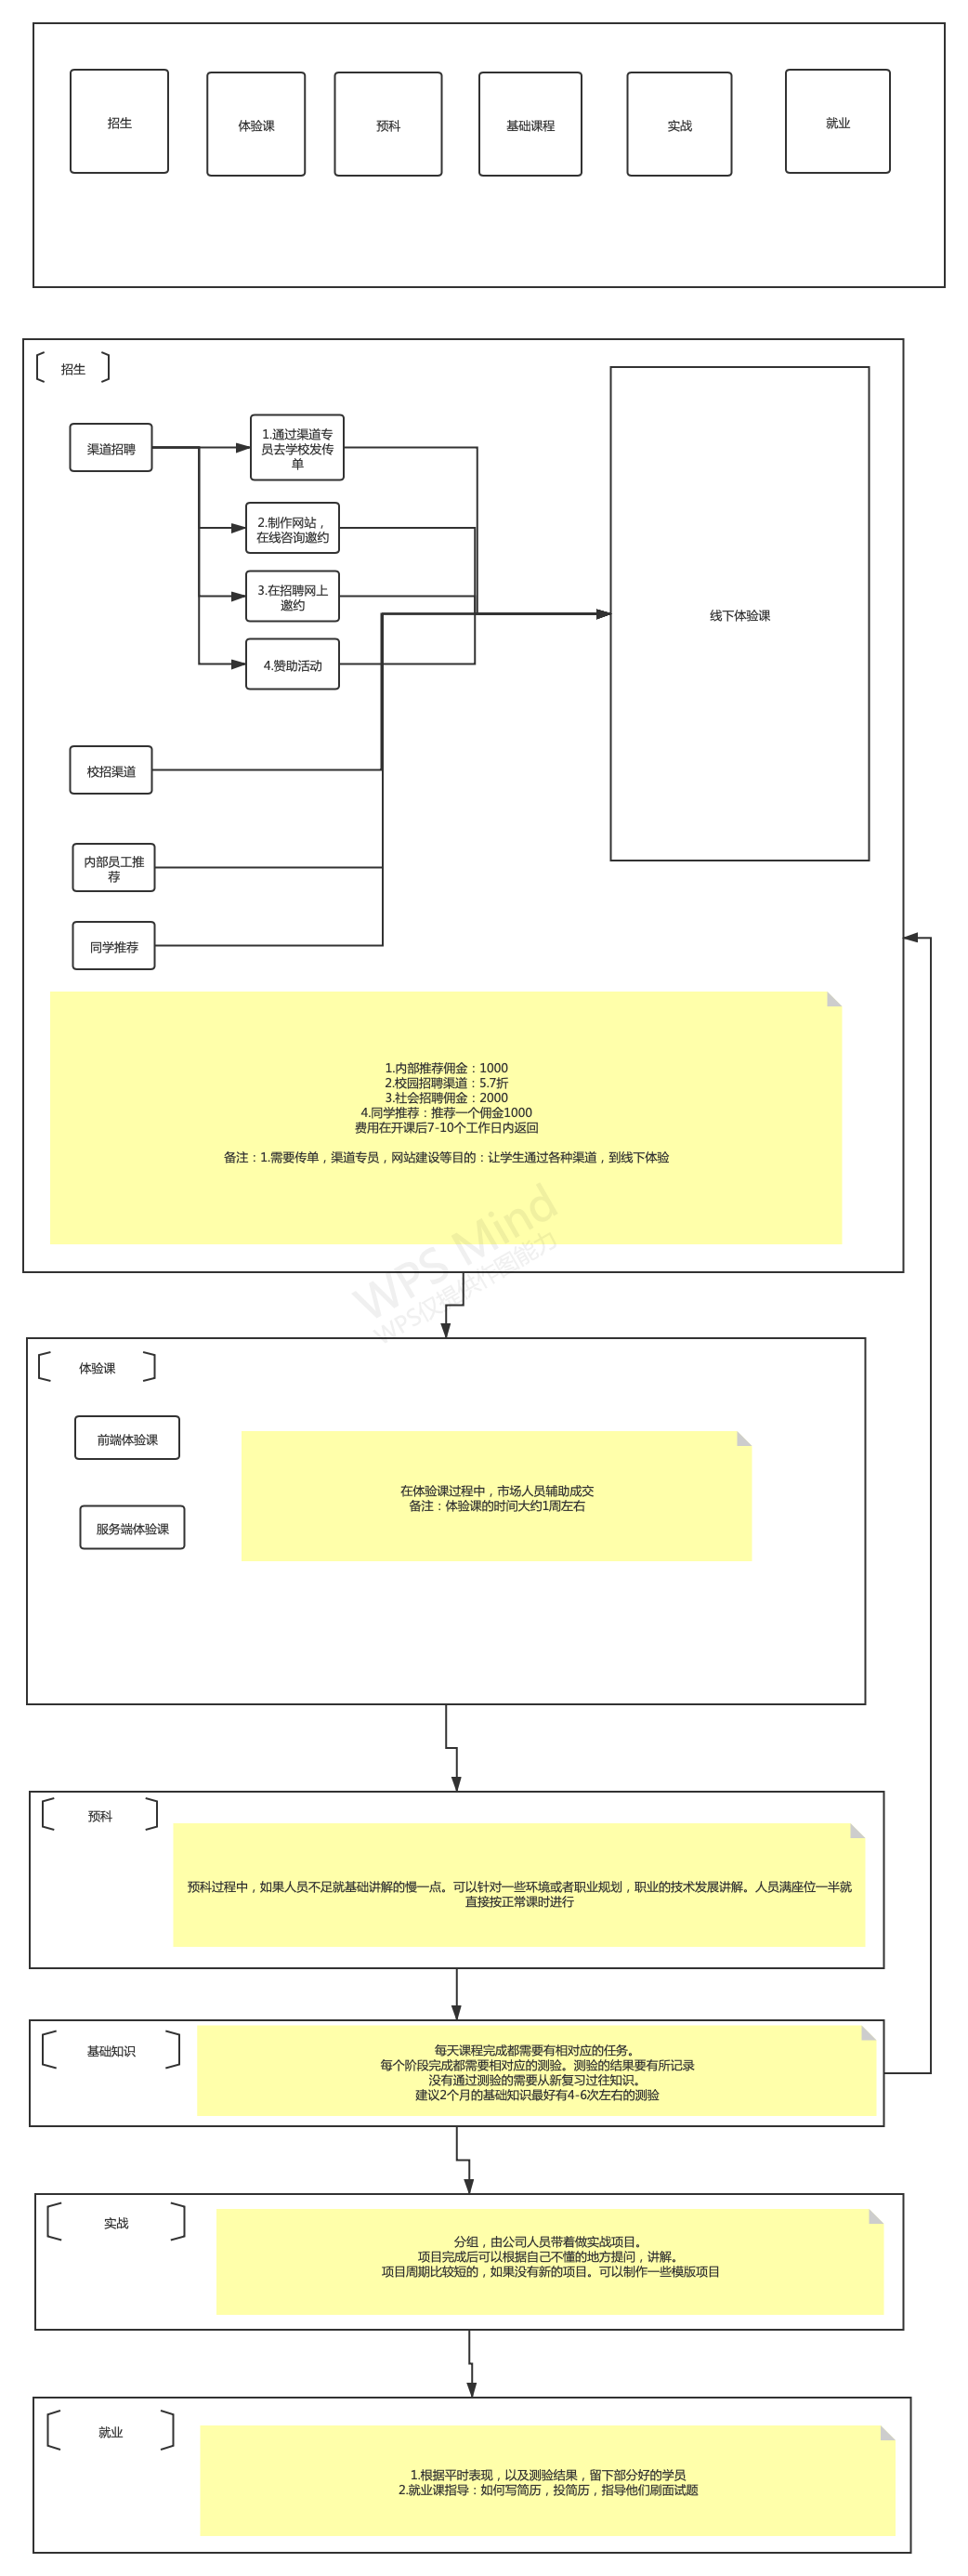 招生
体验课
预科
基础课程
实战
就业
招生
渠道招聘
1.通过渠道专
员去学校发传
单
2.制作网站，
在线咨询邀约
3.在招聘网上
邀约
4.赞助活动
线下体验课
校招渠道
内部员工推
荐
同学推荐
1.内部推荐佣金：1000
2.校园招聘渠道：5.7折
3.社会招聘佣金：2000
4.同学推荐：推荐一个佣金1000
费用在开课后7-10个工作日内返回
备注：1.需要传单，渠道专员，网站建设等目的：让学生通过各种渠道，到线下体验
WPS Mind
WPS仅提供作图能力
体验课
前端体验课
服务端体验课
在体验课过程中，市场人员辅助成交
备注：体验课的时间大约1周左右
预科
预科过程中，如果人员不足就基础讲解的慢一点。可以针对一些环境或者职业规划，职业的技术发展讲解。人员满座位一半就
直接按正常课时进行
基础知识
每天课程完成都需要有相对应的任务。
每个阶段完成都需要相对应的测验。测验的结果要有所记录
没有通过测验的需要从新复习过往知识。
建议2个月的基础知识最好有4-6次左右的测验
实战
分组，由公司人员带着做实战项目。
项目完成后可以根据自己不懂的地方提问，讲解。
项目周期比较短的，如果没有新的项目。可以制作一些模版项目
就业
1.根据平时表现，以及测验结果，留下部分好的学员
2.就业课指导：如何写简历，投简历，指导他们刷面试题